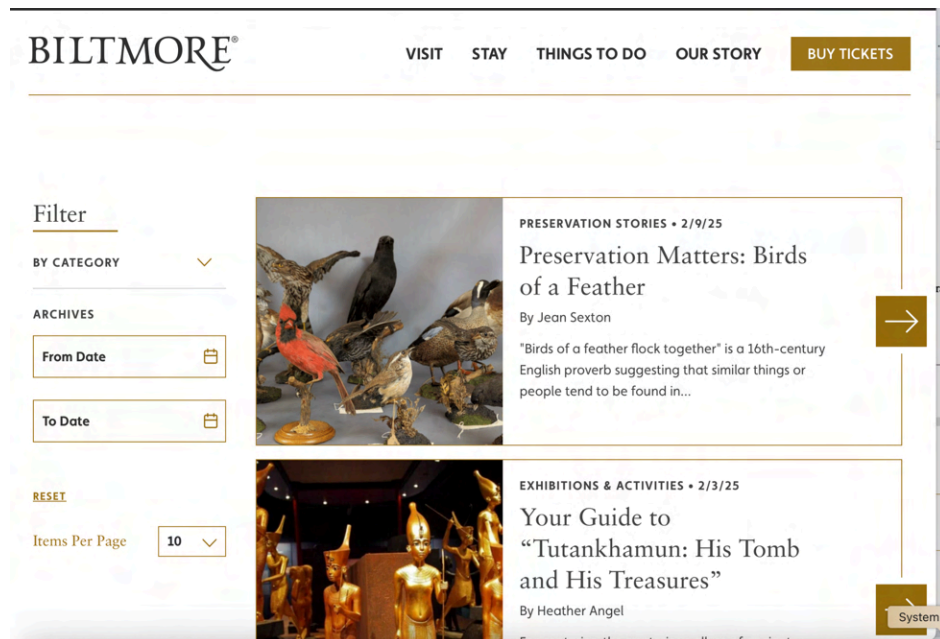 BILTMORE®
VISIT STAY THINGS TO DO OUR STORY BUY TICKETS
Filter
BY CATEGORY
ARCHIVES
From Date
To Date
RESET
Items Per Page 10
PRESERVATION STORIES • 2/9/25
Preservation Matters: Birds
of a Feather
By Jean Sexton
"Birds of a feather flock together" is a 16th-century
English proverb suggesting that similar things or
people tend to be found in...
EXHIBITIONS & ACTIVITIES • 2/3/25
Your Guide to
“Tutankhamun: His Tomb
and His Treasures”
By Heather Angel
System